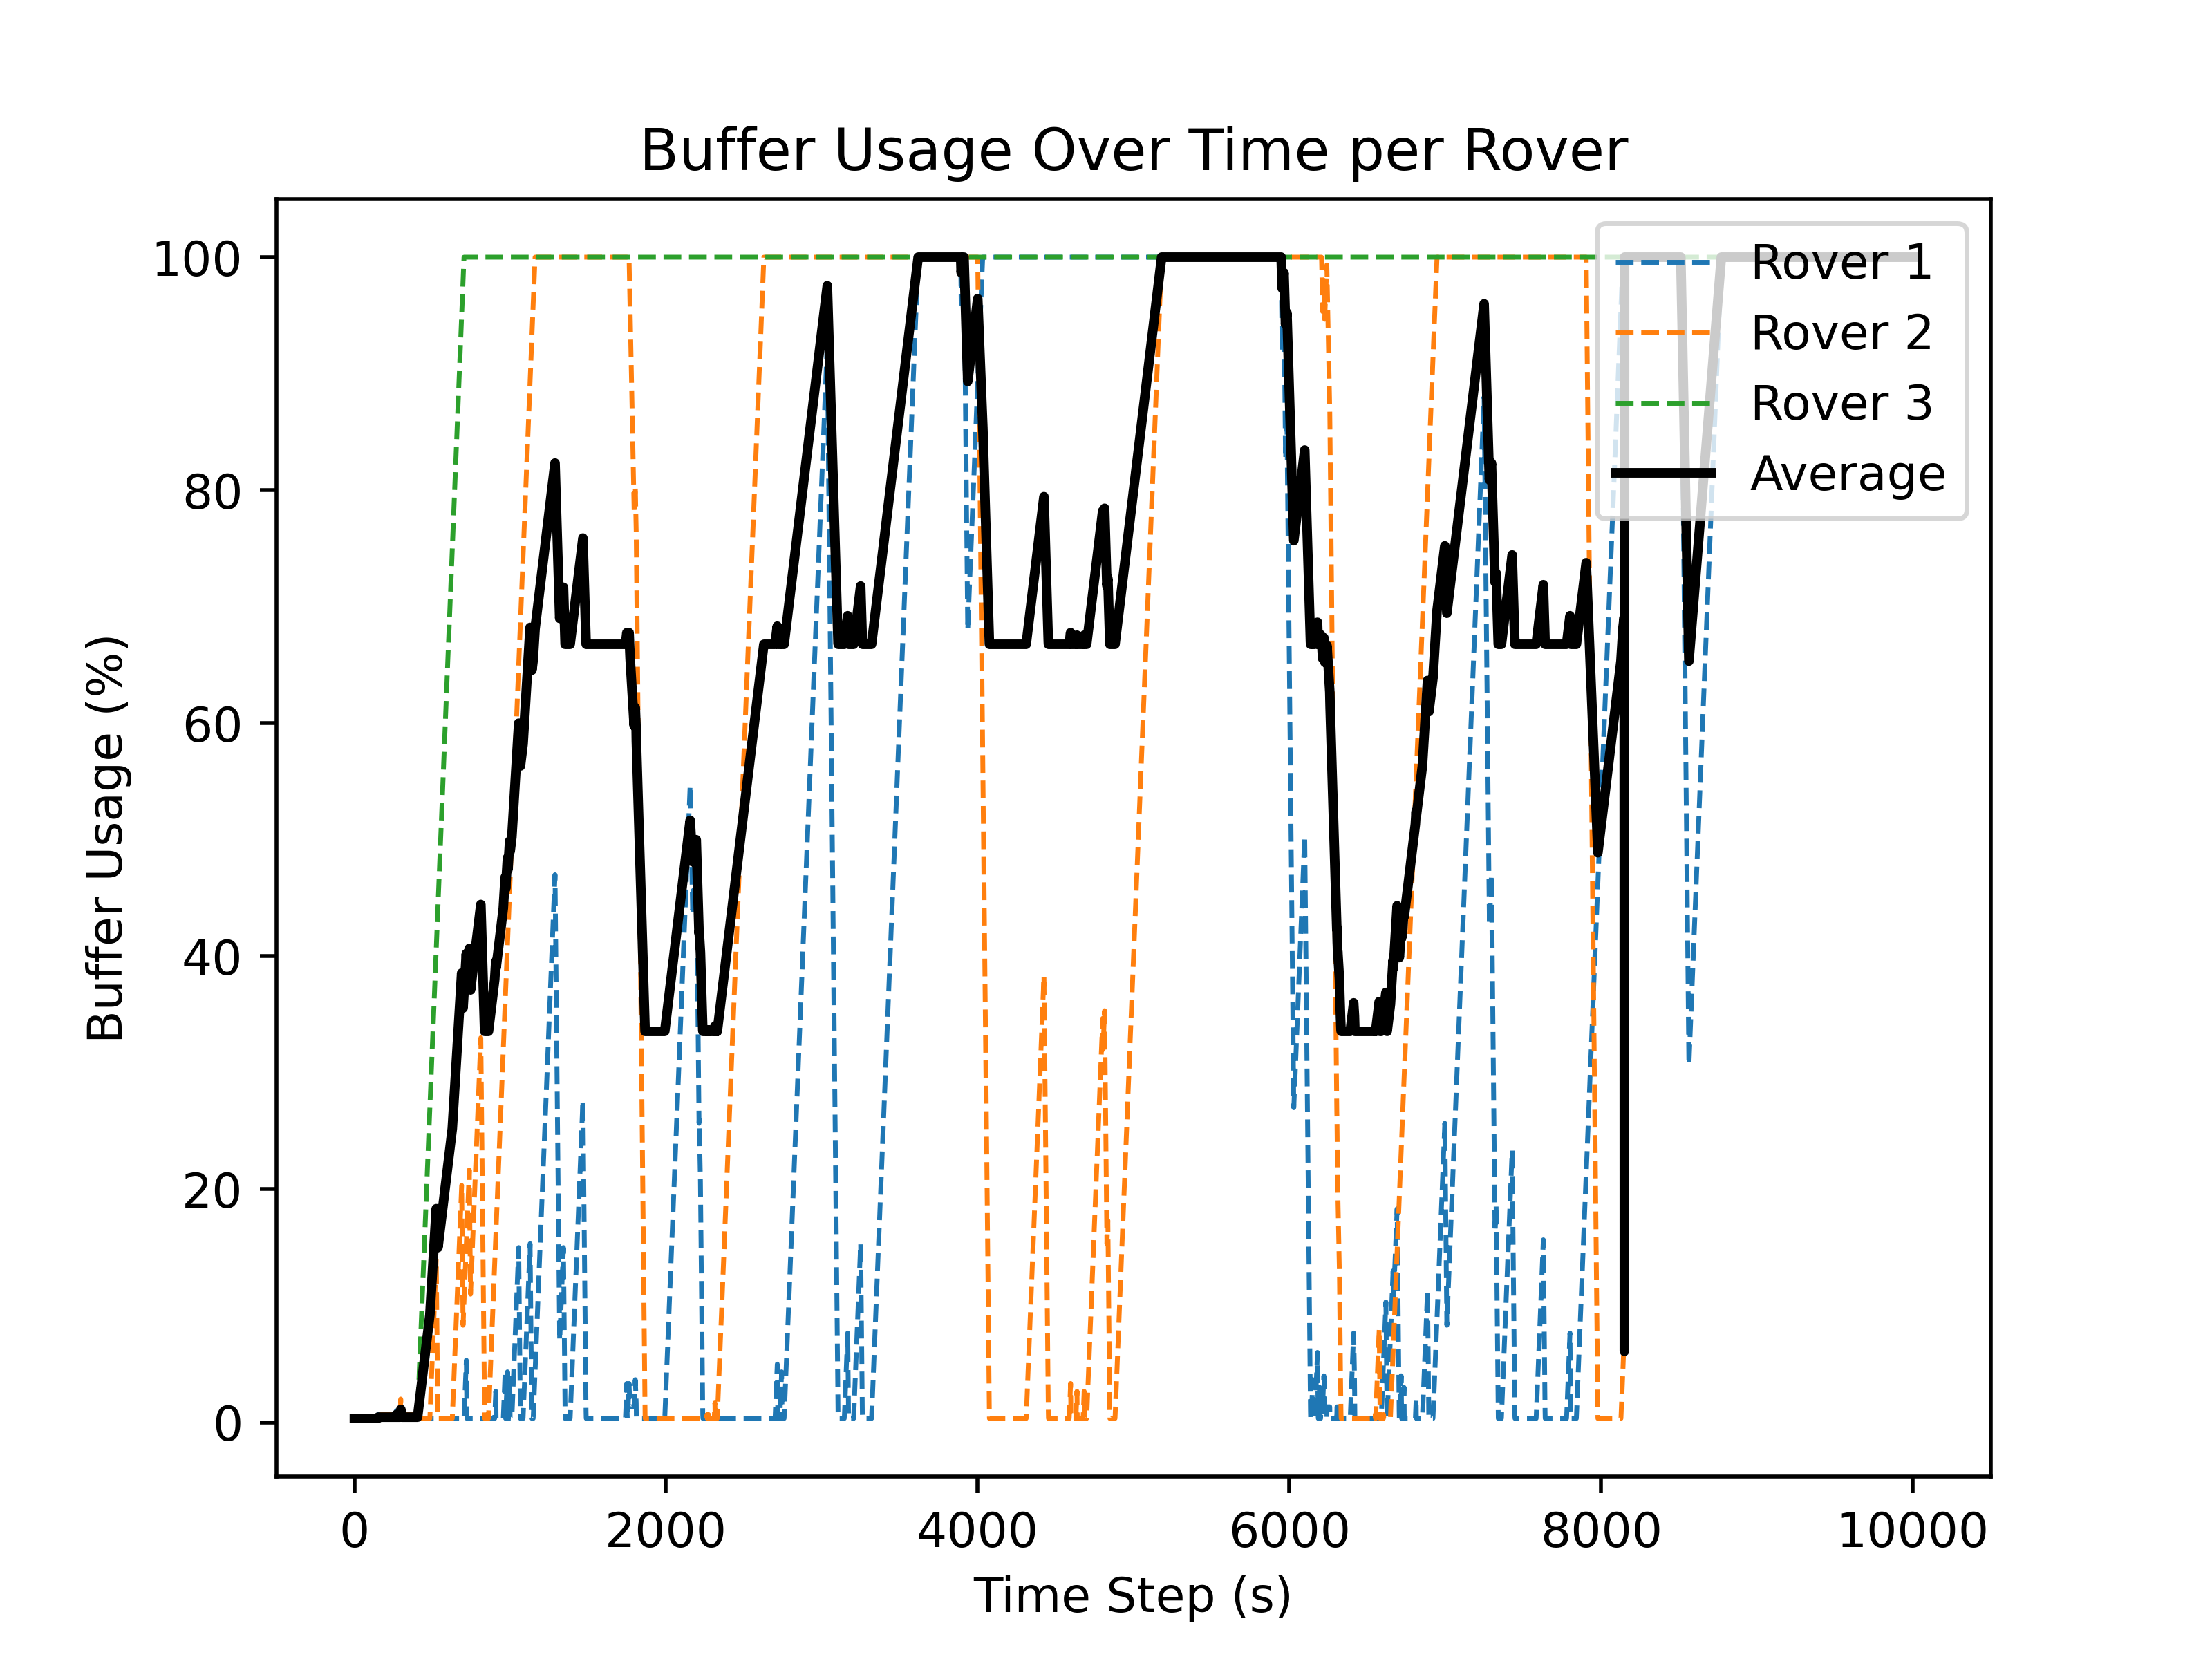 Buffer Usage Over Time per Rover
Buffer Usage (%)
100
80
60
40
20
0
0 2000 4000 6000 8000 10000
Time Step (s)
Rover 1
Rover 2
Rover 3
Average